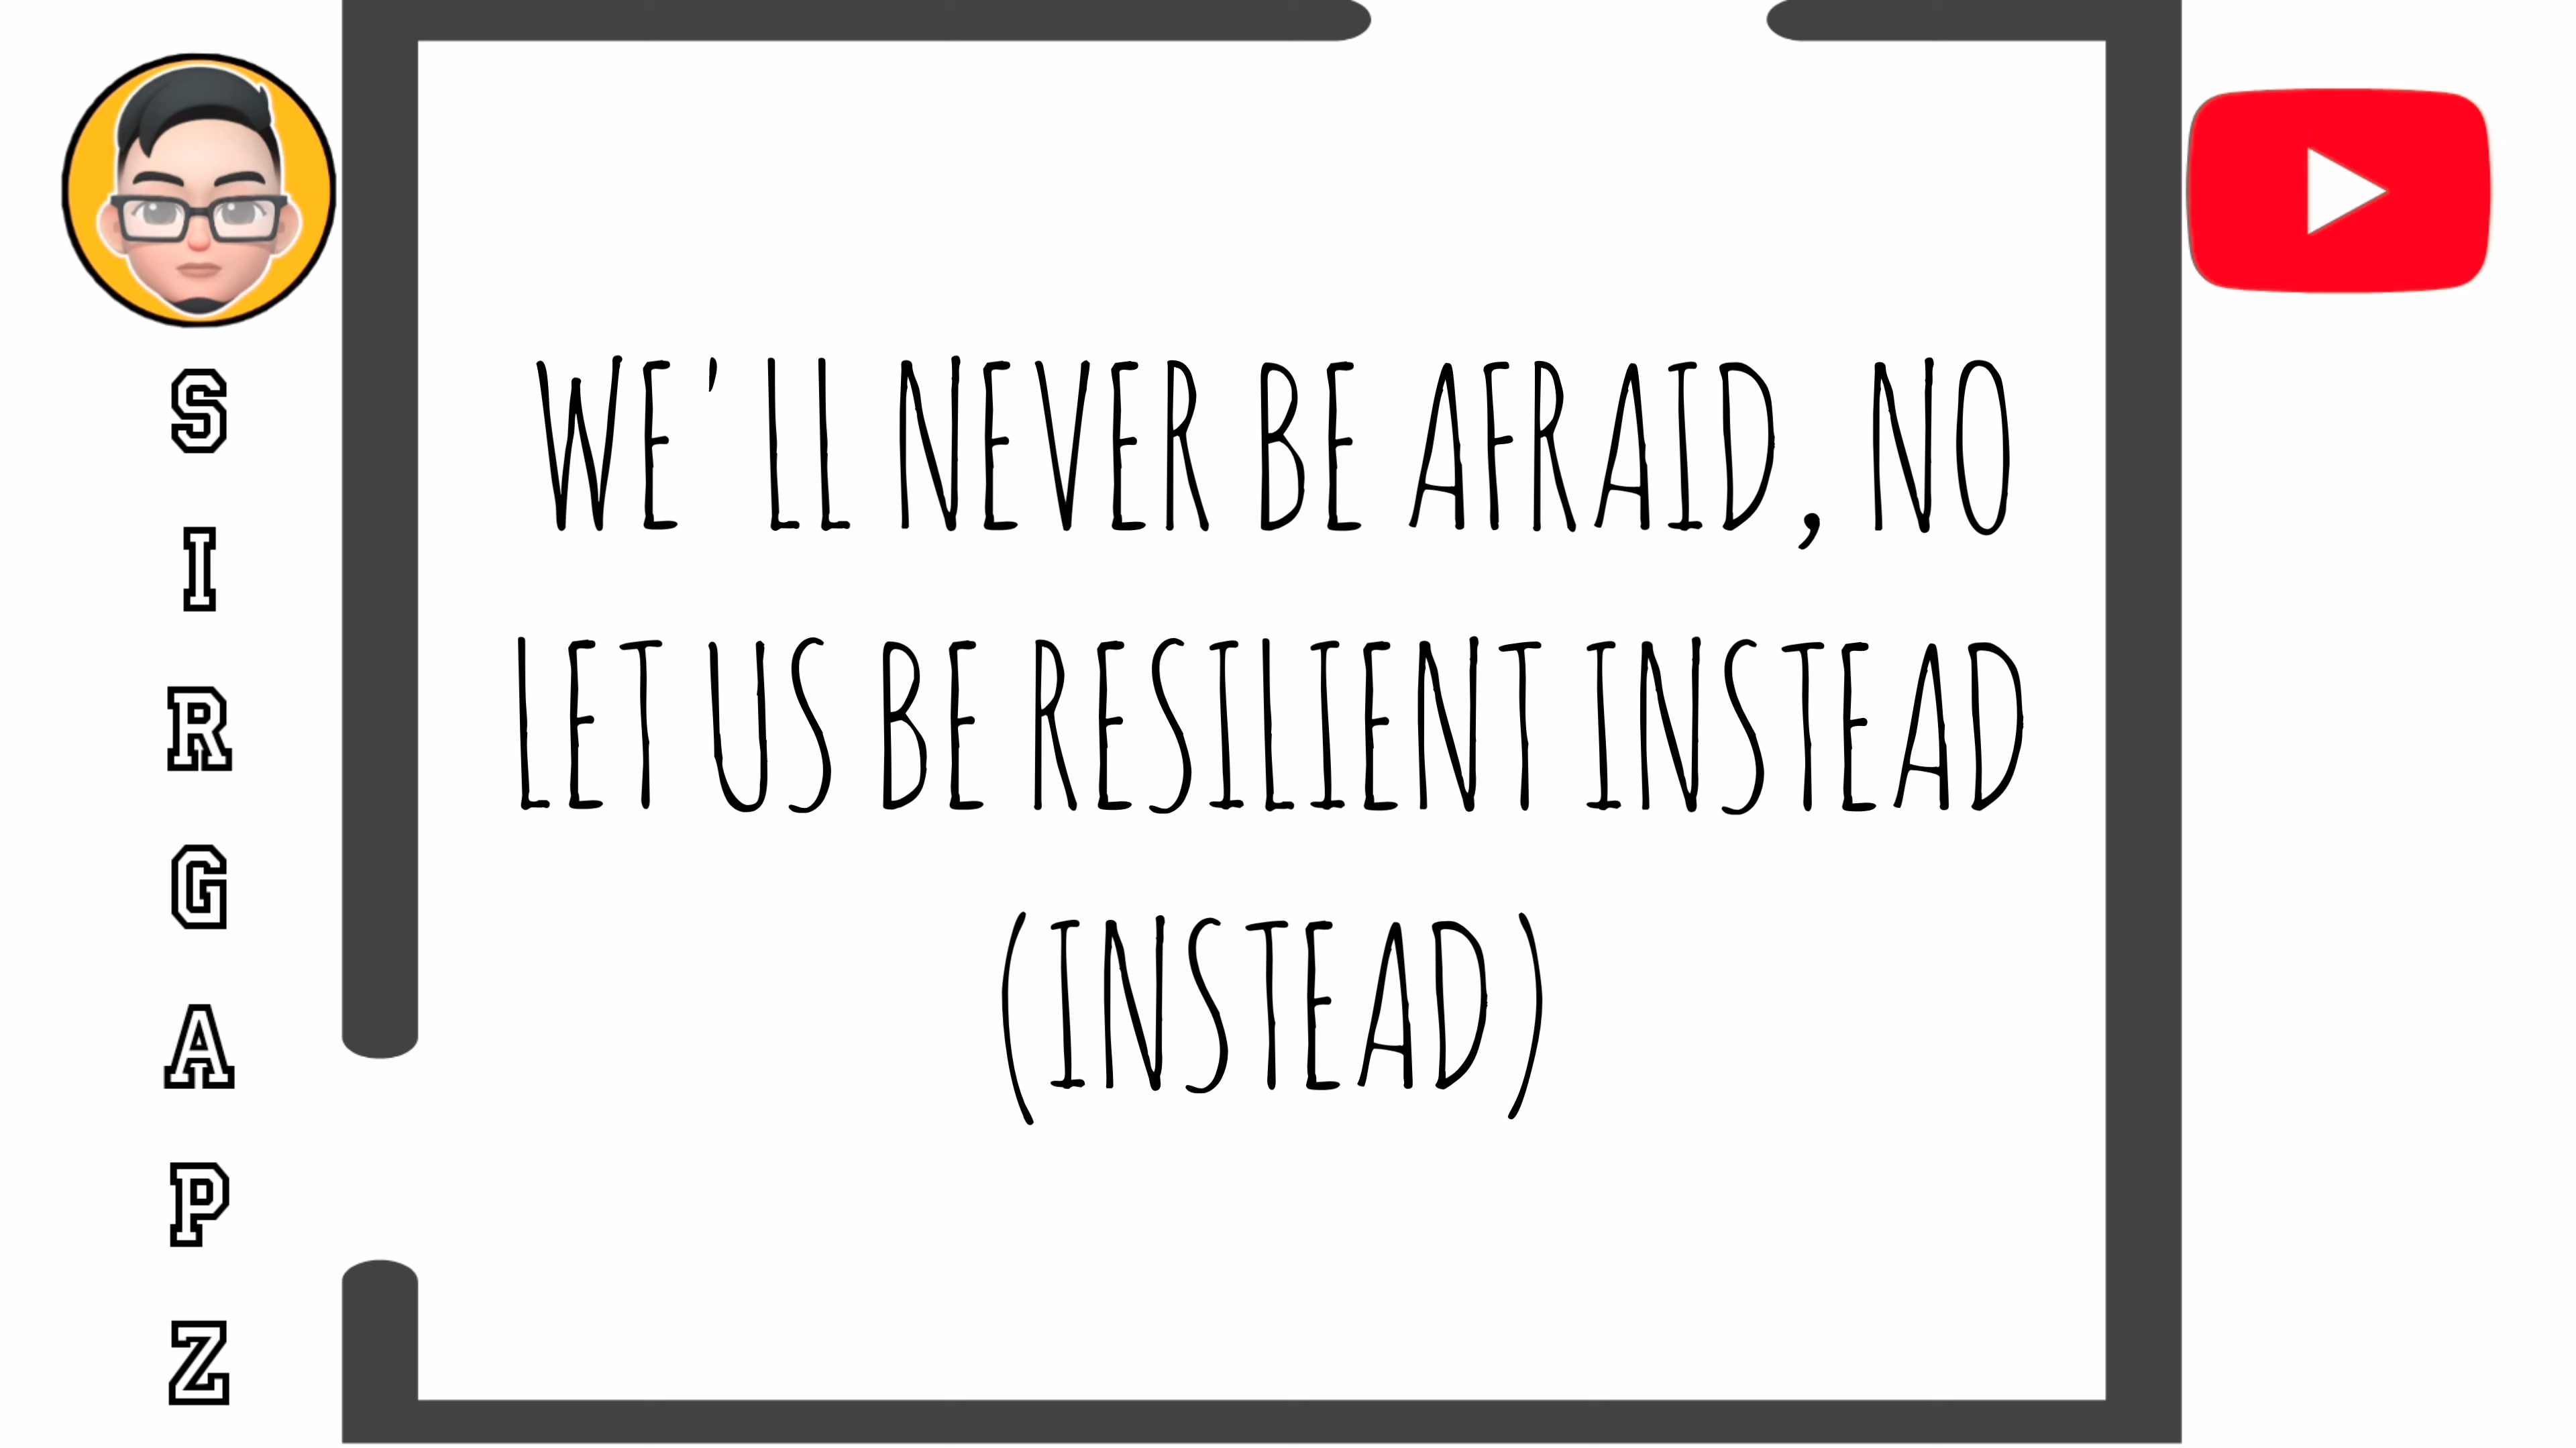 WE'LL NEVER BE AFRAID, NO
LET US BE RESILIENT INSTEAD
(INSTEAD)
SIRGAPZ